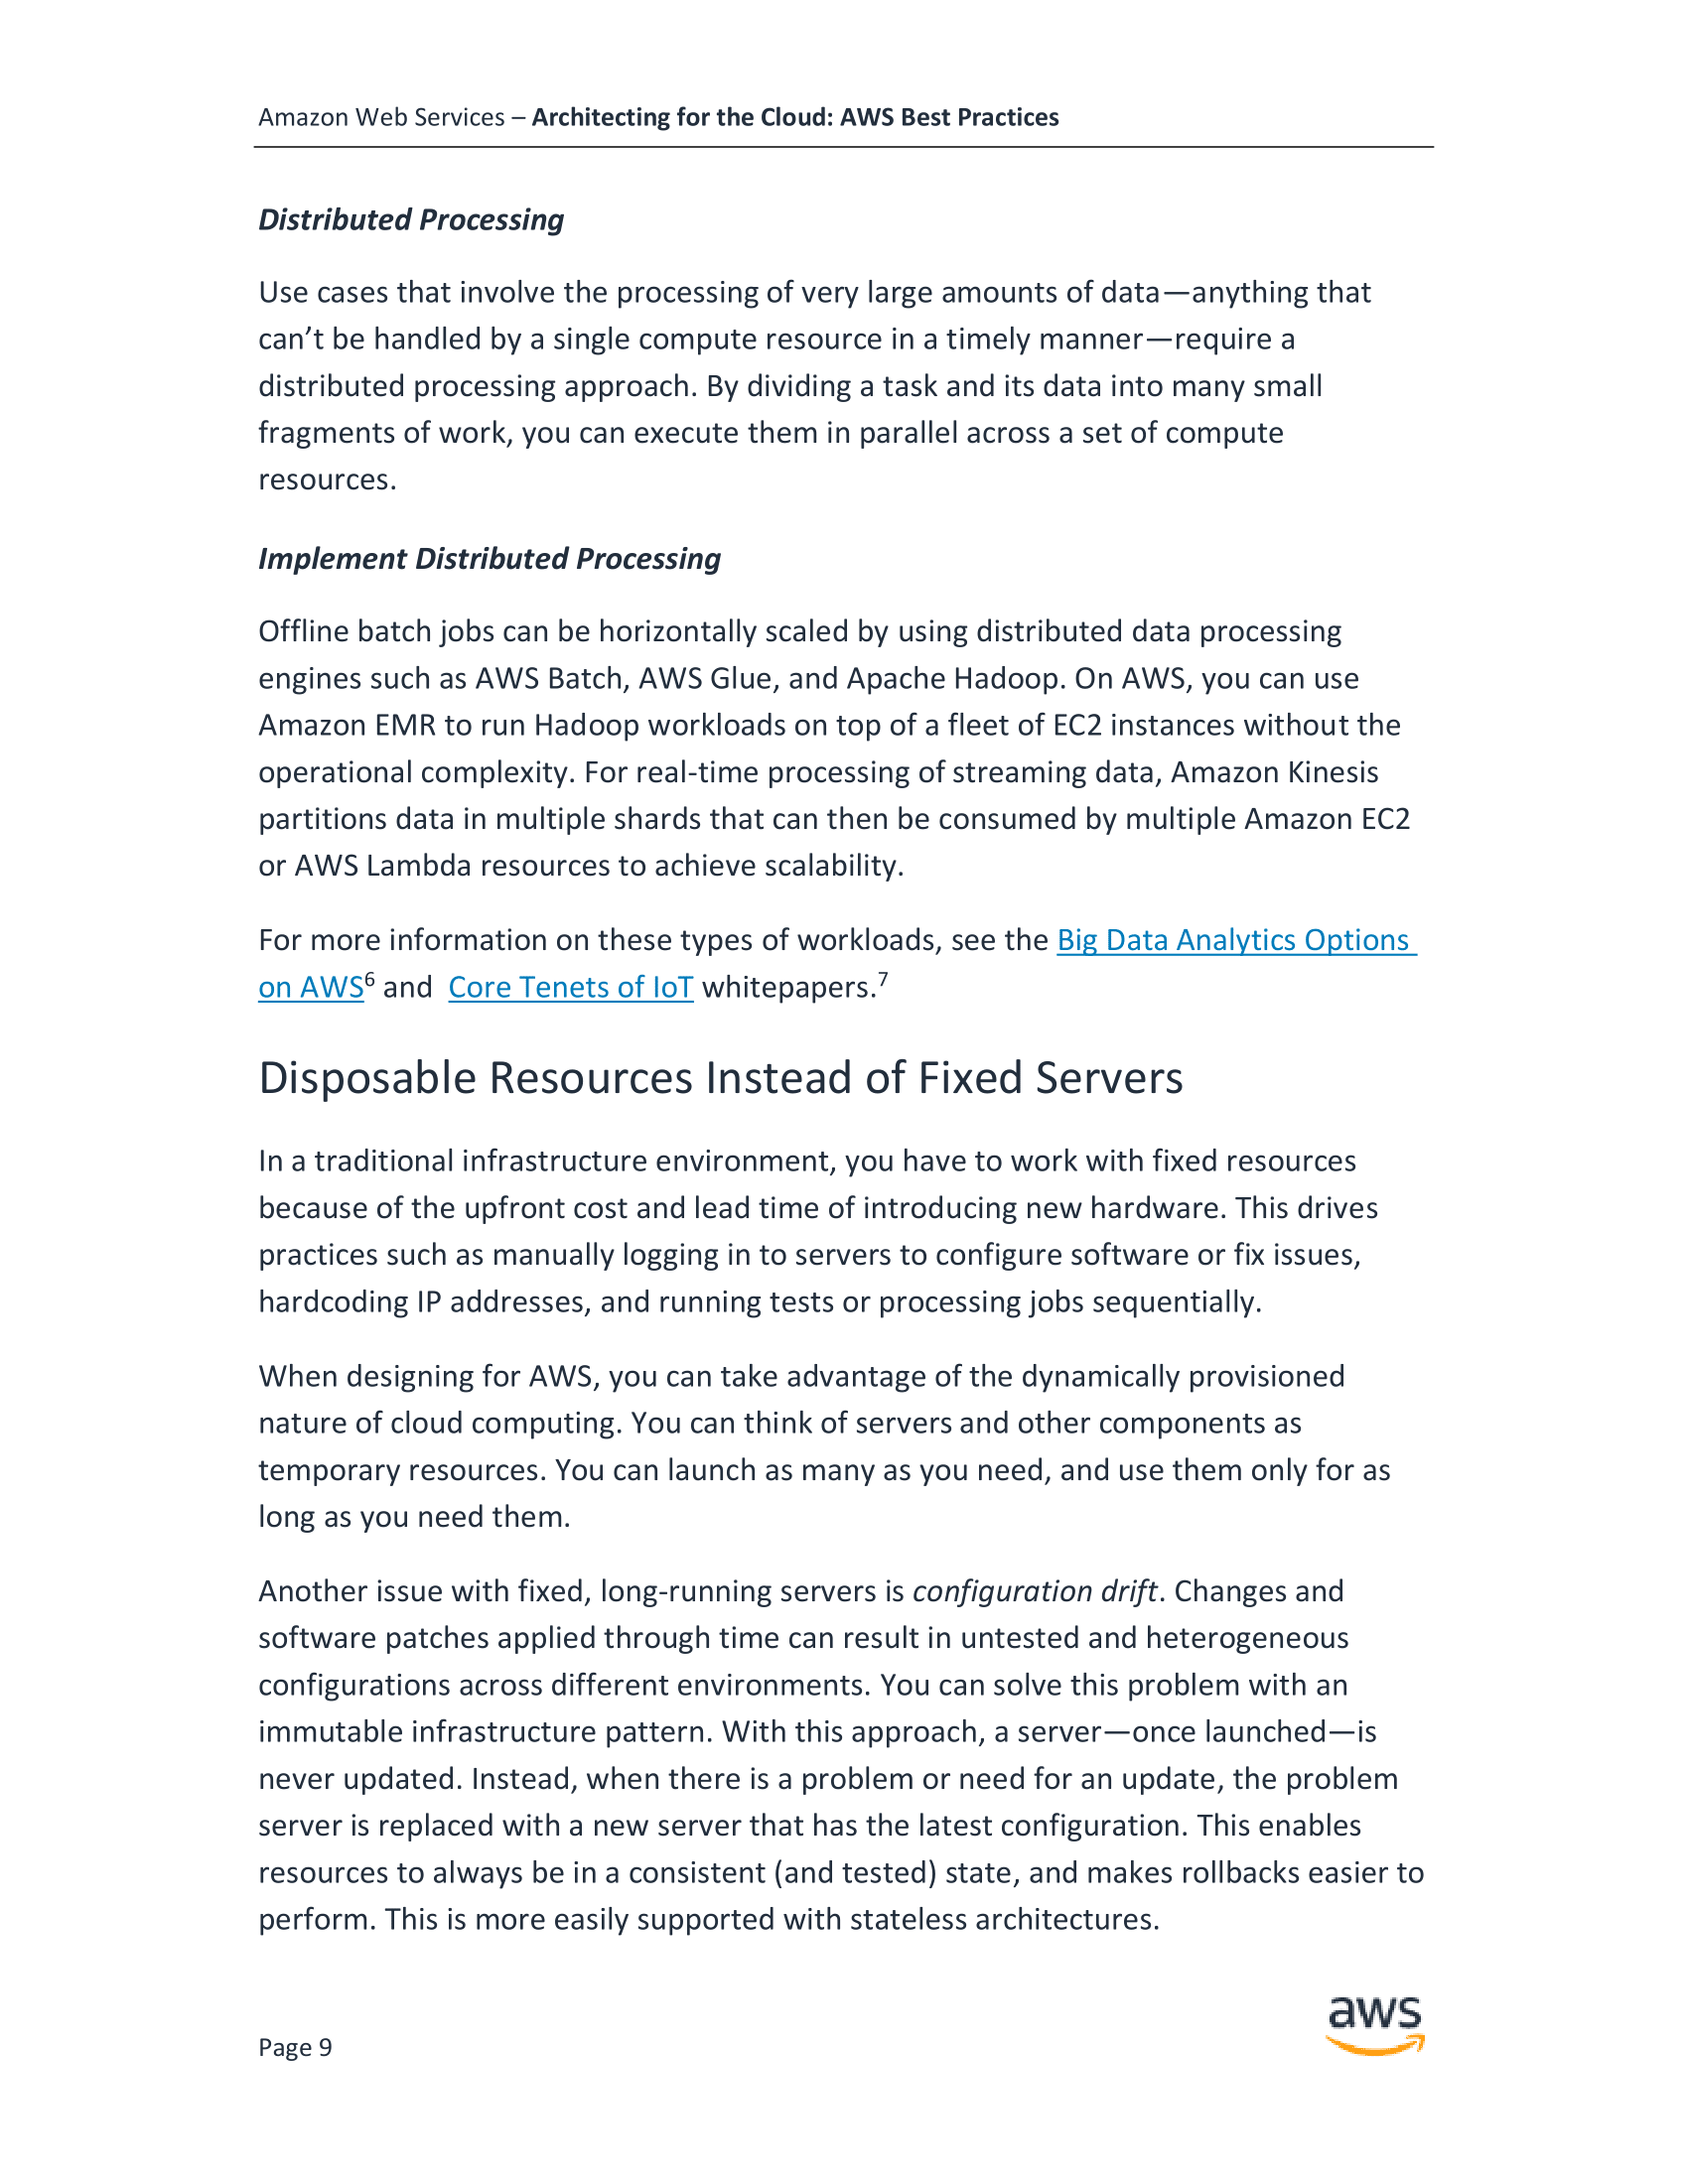 Amazon Web Services – Architecting for the Cloud: AWS Best Practices
Distributed Processing
Use cases that involve the processing of very large amounts of data—anything that
can’t be handled by a single compute resource in a timely manner—require a
distributed processing approach. By dividing a task and its data into many small
fragments of work, you can execute them in parallel across a set of compute
resources.
Implement Distributed Processing
Offline batch jobs can be horizontally scaled by using distributed data processing
engines such as AWS Batch, AWS Glue, and Apache Hadoop. On AWS, you can use
Amazon EMR to run Hadoop workloads on top of a fleet of EC2 instances without the
operational complexity. For real-time processing of streaming data, Amazon Kinesis
partitions data in multiple shards that can then be consumed by multiple Amazon EC2
or AWS Lambda resources to achieve scalability.
For more information on these types of workloads, see the Big Data Analytics Options
on AWS6 and Core Tenets of IoT whitepapers.7
Disposable Resources Instead of Fixed Servers
In a traditional infrastructure environment, you have to work with fixed resources
because of the upfront cost and lead time of introducing new hardware. This drives
practices such as manually logging in to servers to configure software or fix issues,
hardcoding IP addresses, and running tests or processing jobs sequentially.
When designing for AWS, you can take advantage of the dynamically provisioned
nature of cloud computing. You can think of servers and other components as
temporary resources. You can launch as many as you need, and use them only for as
long as you need them.
Another issue with fixed, long-running servers is configuration drift. Changes and
software patches applied through time can result in untested and heterogeneous
configurations across different environments. You can solve this problem with an
immutable infrastructure pattern. With this approach, a server—once launched—is
never updated. Instead, when there is a problem or need for an update, the problem
server is replaced with a new server that has the latest configuration. This enables
resources to always be in a consistent (and tested) state, and makes rollbacks easier to
perform. This is more easily supported with stateless architectures.
aws
Page 9